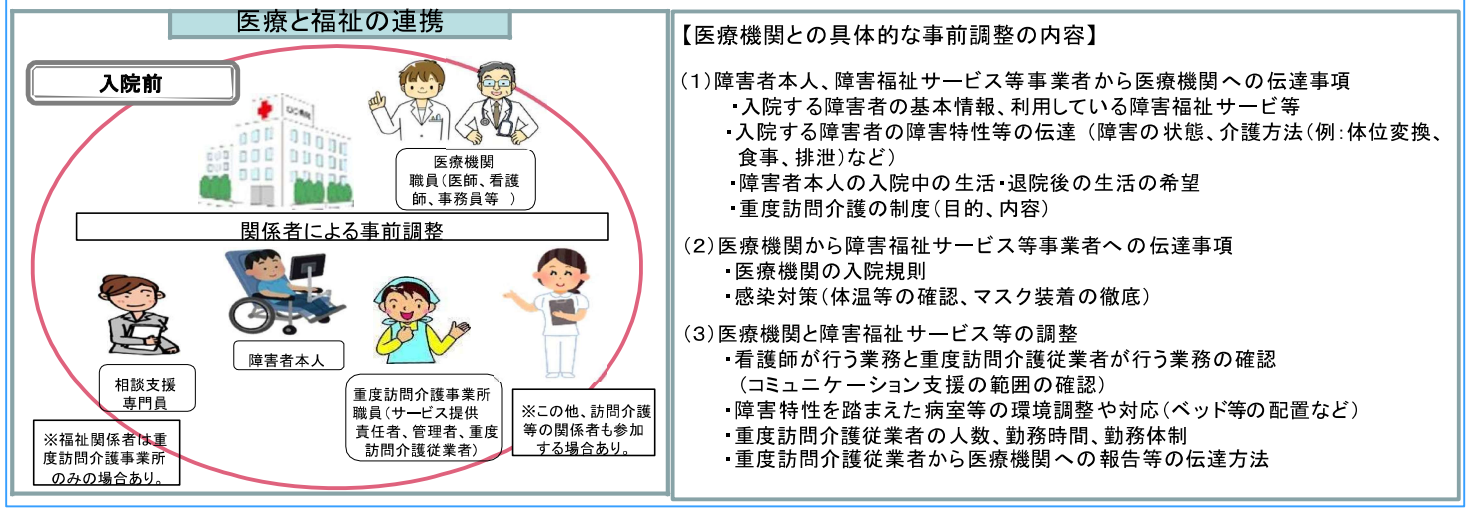 医療と福祉の連携
入院前
医療機関
職員(医師、看護
師、事務員等 )
関係者による事前調整
障害者本人
相談支援
専門員
重度訪問介護事業所
職員(サービス提供
責任者、管理者、重度
訪問介護従業者)
※この他、訪問介護
等の関係者も参加
する場合あり。
※福祉関係者は重
度訪問介護事業所
のみの場合あり。
【医療機関との具体的な事前調整の内容】
(1)障害者本人、障害福祉サービス等事業者から医療機関への伝達事項
・入院する障害者の基本情報、利用している障害福祉サービ等
・入院する障害者の障害特性等の伝達 (障害の状態、介護方法(例:体位変換、
食事、排泄)など)
・障害者本人の入院中の生活・退院後の生活の希望
・重度訪問介護の制度(目的、内容)
(2)医療機関から障害福祉サービス等事業者への伝達事項
・医療機関の入院規則
・感染対策(体温等の確認、マスク装着の徹底)
(3)医療機関と障害福祉サービス等の調整
・看護師が行う業務と重度訪問介護従業者が行う業務の確認
(コミュニケーション支援の範囲の確認)
・障害特性を踏まえた病室等の環境調整や対応(ベッド等の配置など)
・重度訪問介護従業者の人数、勤務時間、勤務体制
・重度訪問介護従業者から医療機関への報告等の伝達方法